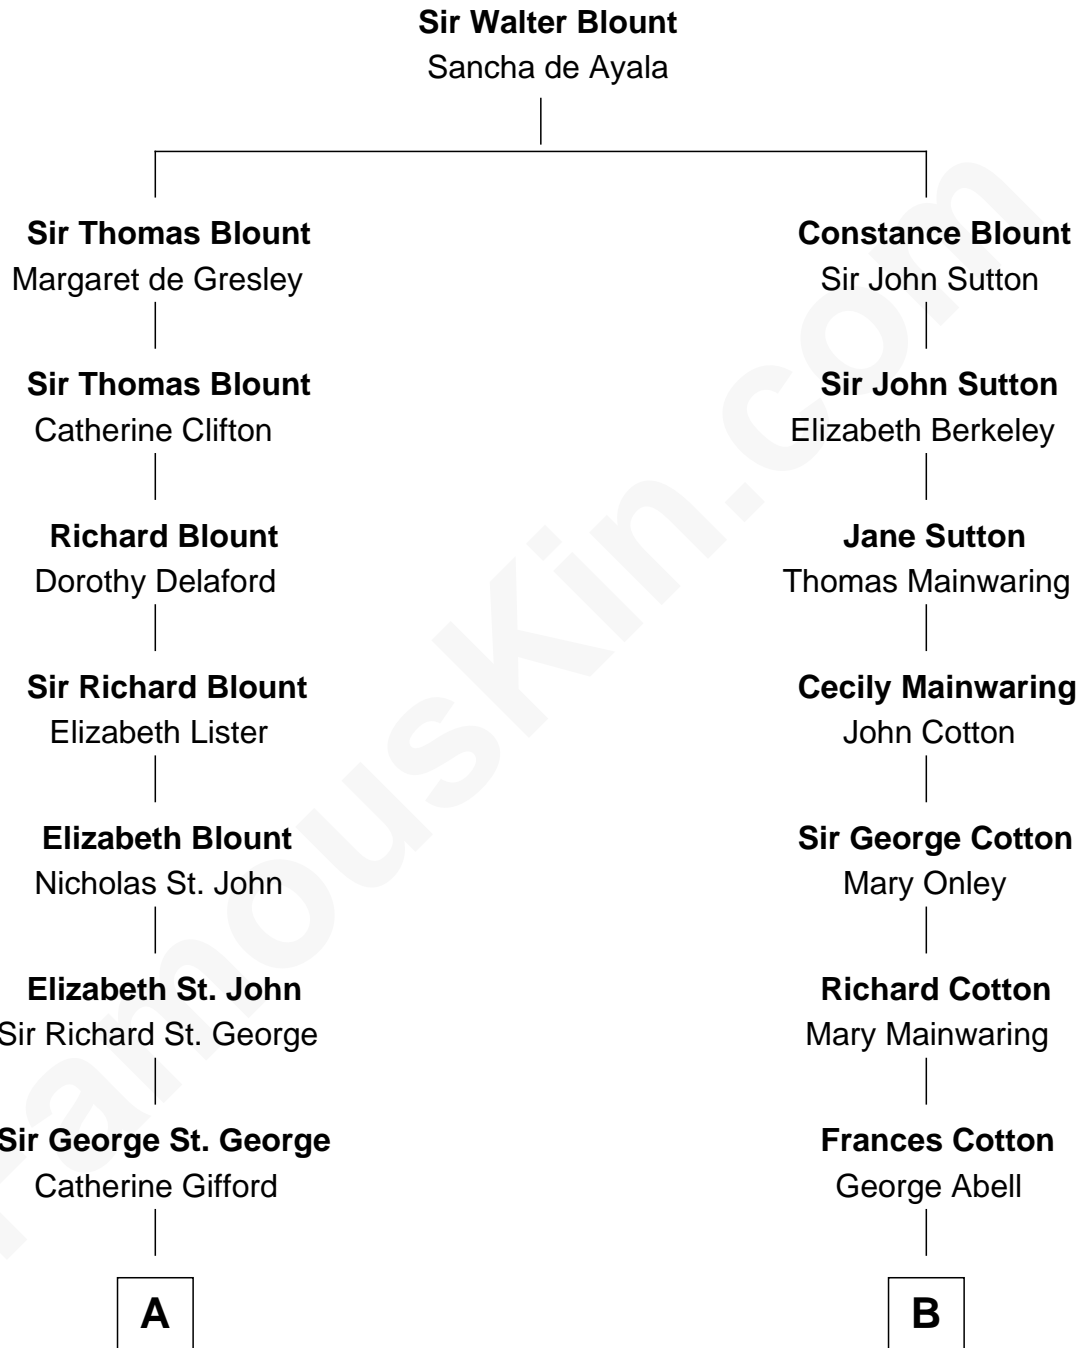 Sir Walter Blount
Sancha de Ayala
Sir Thomas Blount
Margaret de Gresley
Constance Blount
Sir John Sutton
Sir Thomas Blount
Catherine Clifton
Sir John Sutton
Elizabeth Berkeley
Richard Blount
Dorothy Delaford
Jane Sutton
Thomas Mainwaring
Sir Richard Blount
Elizabeth Lister
Cecily Mainwaring
John Cotton
Elizabeth Blount
Nicholas St. John
Sir George Cotton
Mary Onley
Elizabeth St. John
Sir Richard St. George
Richard Cotton
Mary Mainwaring
Sir George St. George
Catherine Gifford
Frances Cotton
George Abell
A
B
FamousKin.com